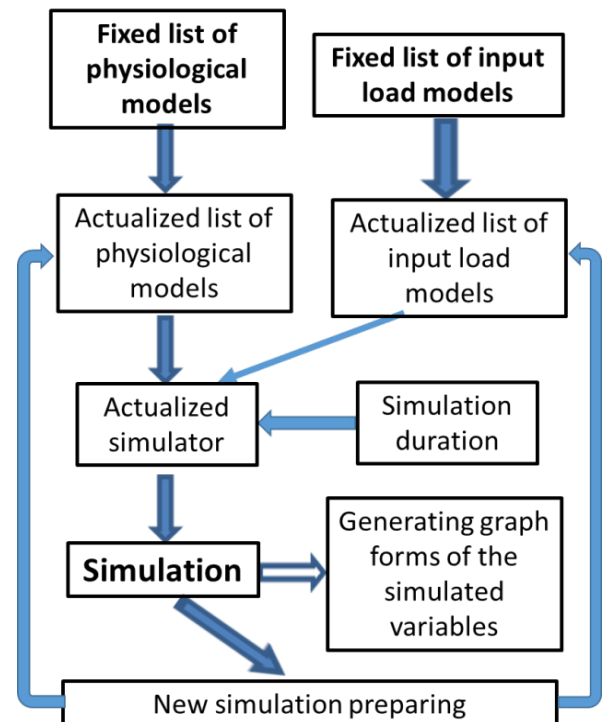 Fixed list of
physiological
models
Fixed list of input
load models
Actualized list of
physiological
models
Actualized list of
input load
models
Actualized
simulator
Simulation
duration
Simulation
Generating graph
forms of the
simulated
variables
New simulation preparing